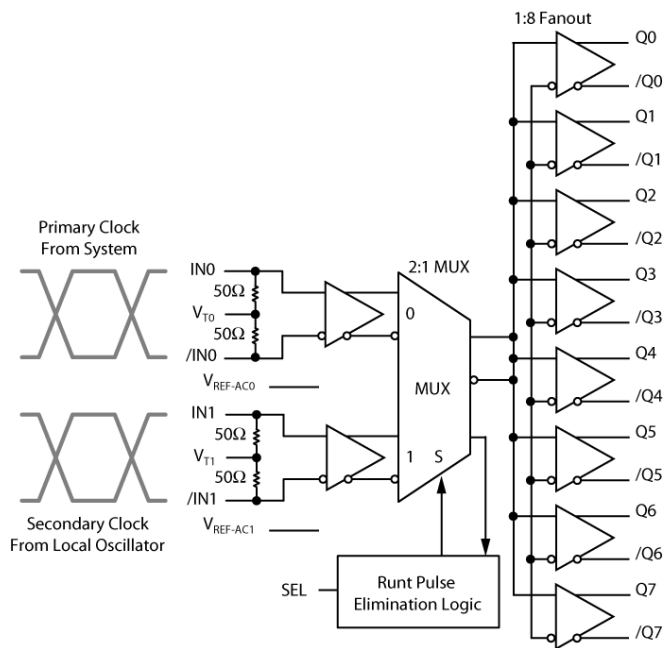 1:8 Fanout
Q0
/Q0
Q1
/Q1
Q2
/Q2
Q3
/Q3
Q4
/Q4
Q5
/Q5
Q6
/Q6
Q7
/Q7
Primary Clock
From System
IN0
50Ω
VT0
50Ω
/IN0
VREF-AC0
2:1 MUX
0
MUX
1 S
IN1
50Ω
VT1
50Ω
/IN1
VREF-AC1
Secondary Clock
From Local Oscillator
SEL
Runt Pulse
Elimination Logic